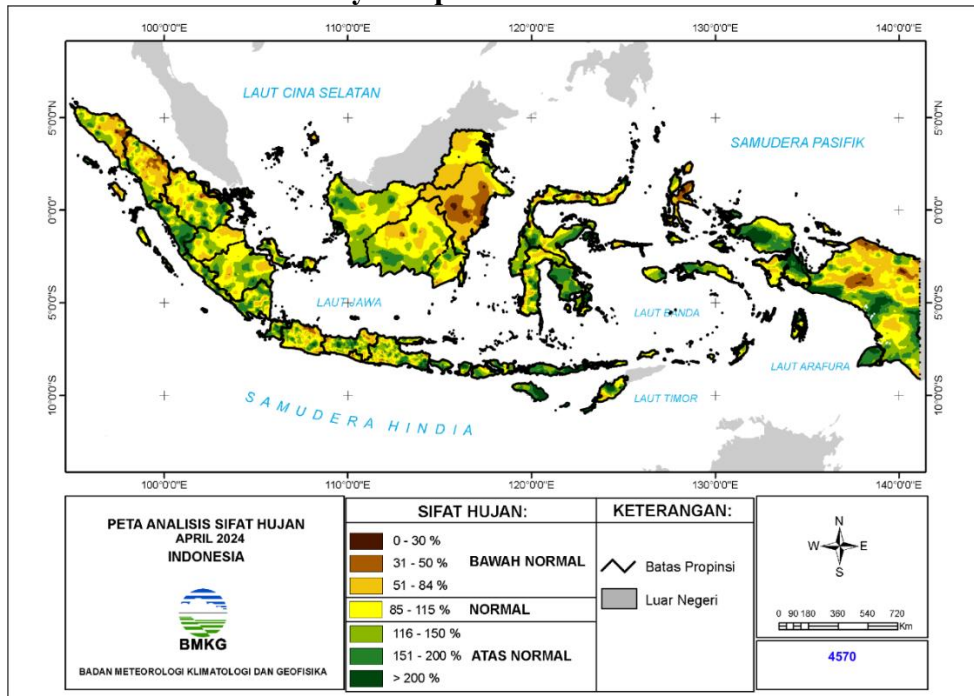 100°0'0"E 110°0'0"E 120°0'0"E 130°0'0"E 140°0'0"E
LAUT CINA SELATAN
SAMUDERA PASIFIK
5°0'0"N 5°0'0"N
0°0'0" 0°0'0"
LAUT JAWA
LAUT BANDA
5°0'0"S 5°0'0"S
LAUT ARAFURA
LAUT TIMOR
10°0'0"S 10°0'0"S
SAMUDERA HINDIA
100°0'0"E 110°0'0"E 120°0'0"E 130°0'0"E 140°0'0"E
PETA ANALISIS SIFAT HUJAN
APRIL 2024
INDONESIA
BMKG
BADAN METEOROLOGI KLIMATOLOGI DAN GEOFISIKA
SIFAT HUJAN:
0 - 30 %
31 - 50 % BAWAH NORMAL
51 - 84 %
85 - 115 % NORMAL
116 - 150 %
151 - 200 % ATAS NORMAL
> 200 %
KETERANGAN:
Batas Propinsi
Luar Negeri
N
W E
S
0 90 180 360 540 720
Km
4570